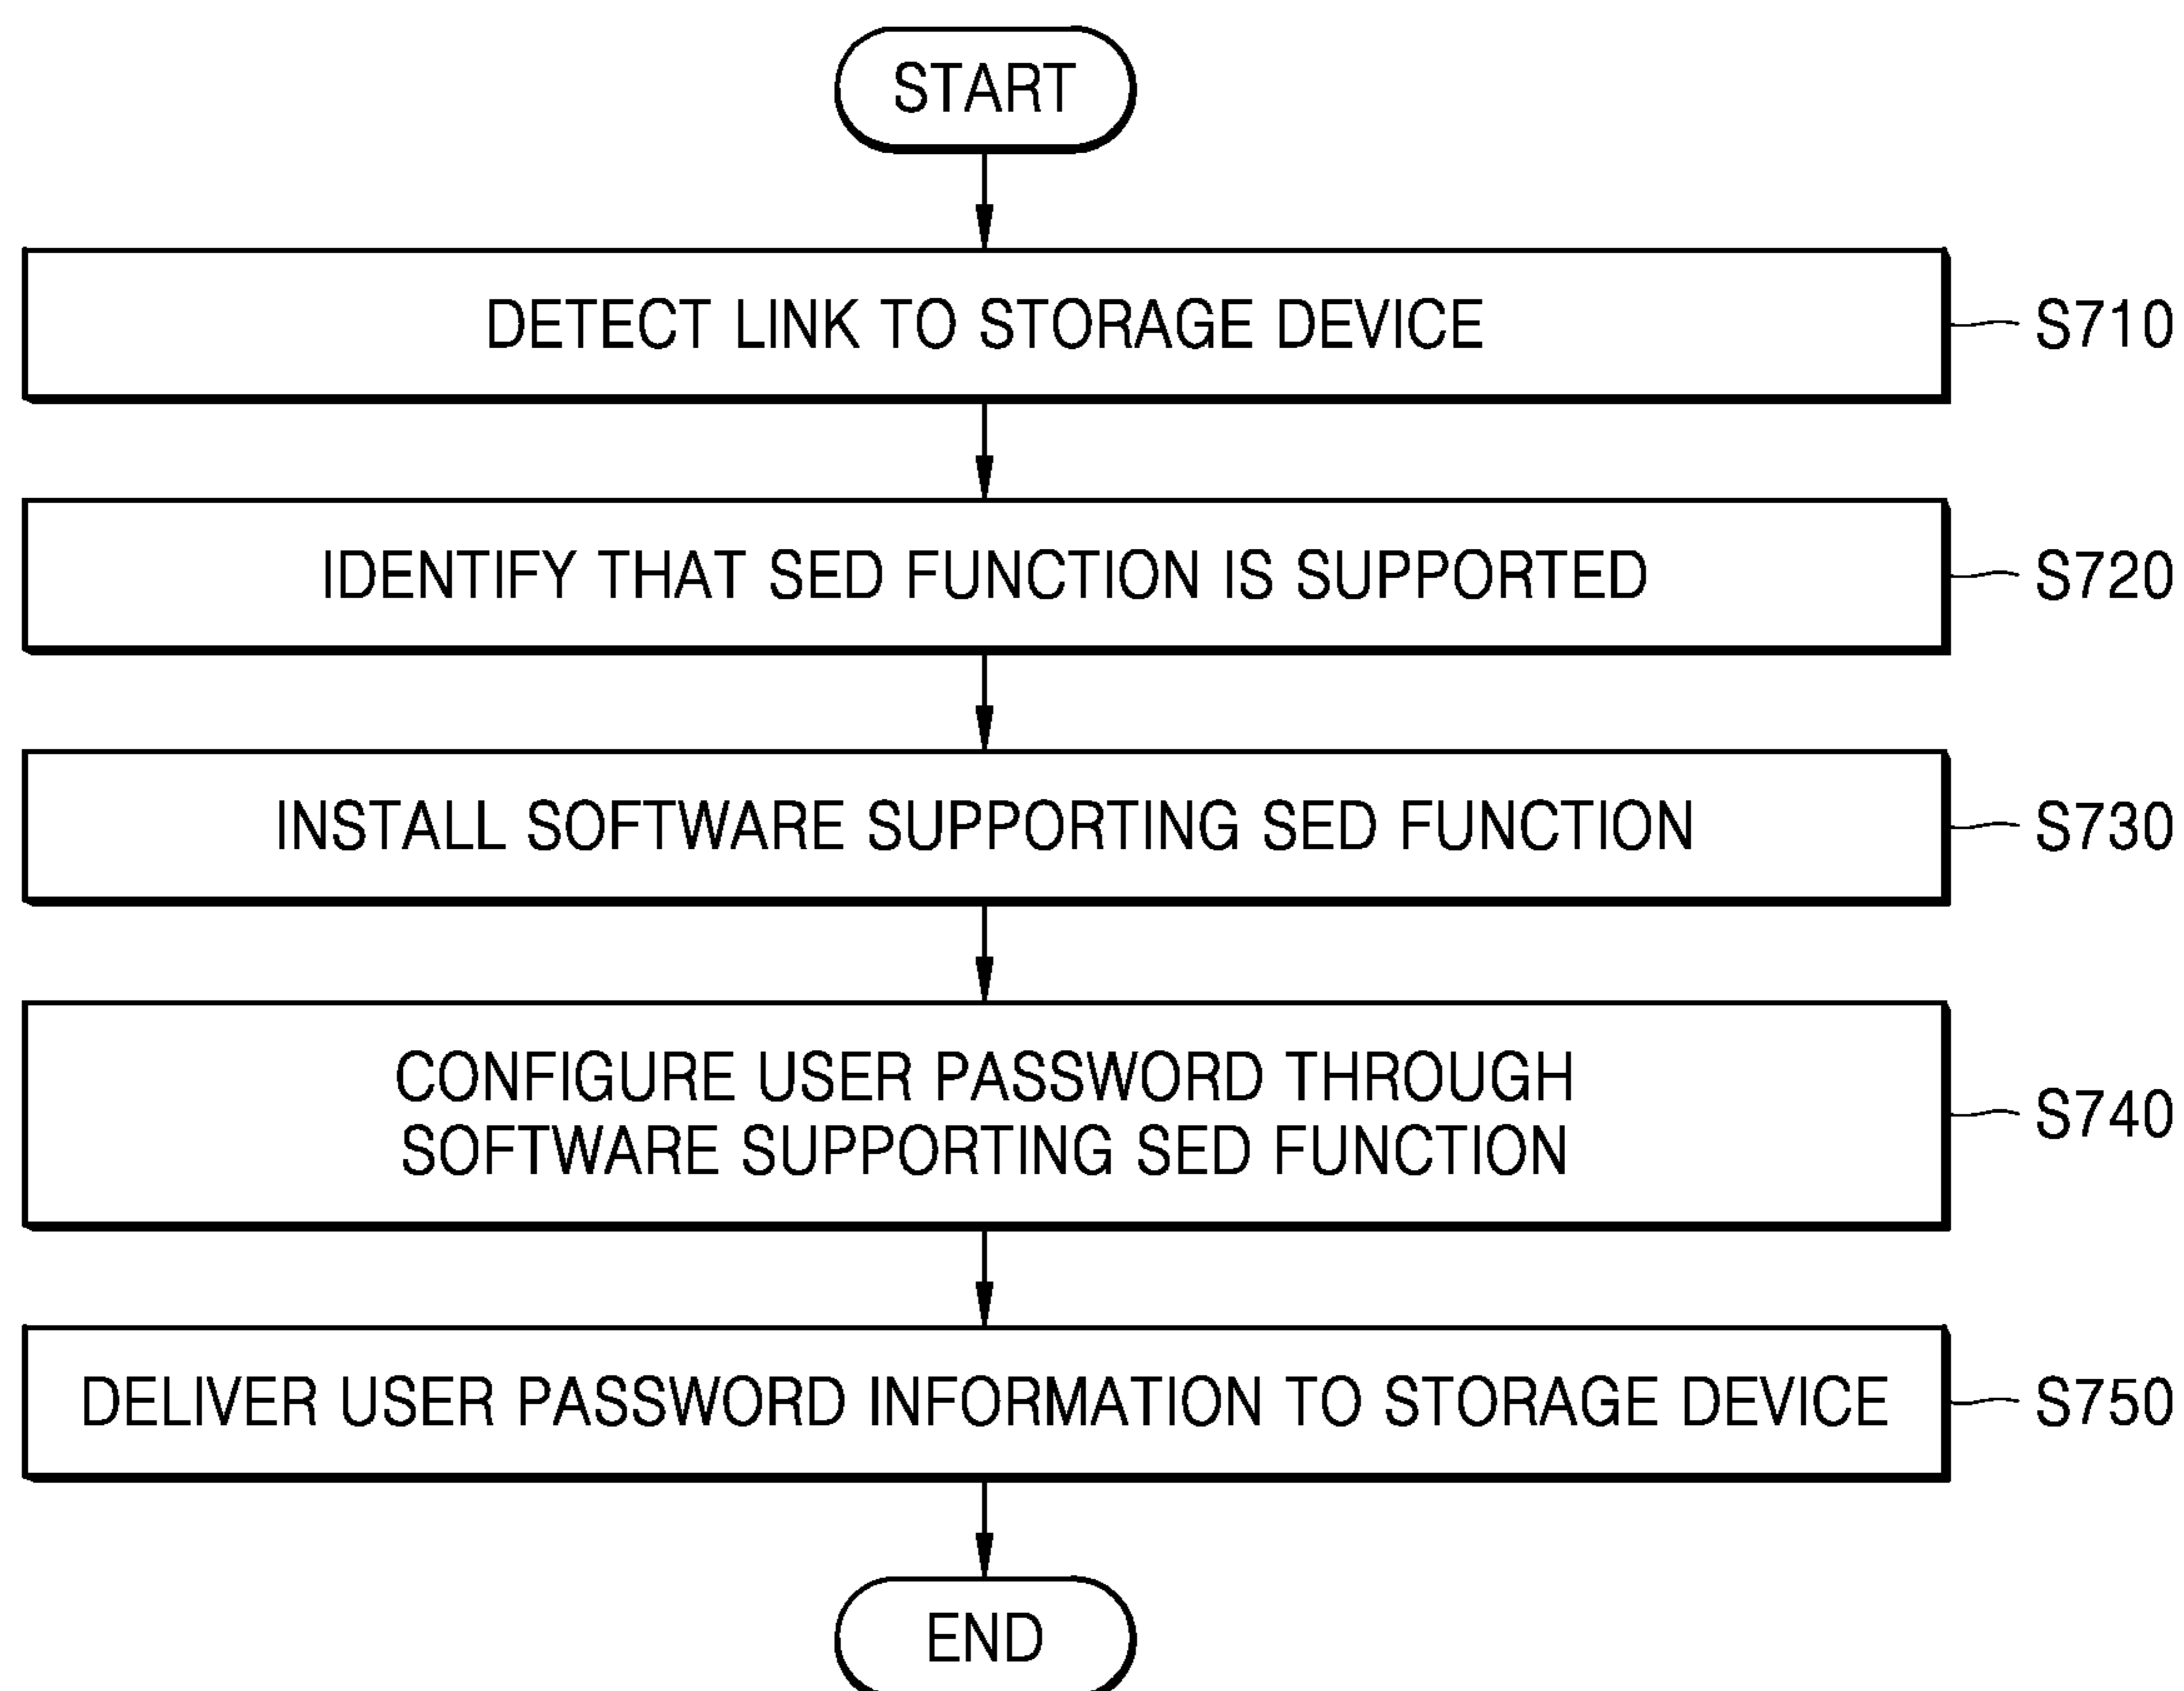 START
DETECT LINK TO STORAGE DEVICE
S710
IDENTIFY THAT SED FUNCTION IS SUPPORTED
S720
INSTALL SOFTWARE SUPPORTING SED FUNCTION
S730
CONFIGURE USER PASSWORD THROUGH
SOFTWARE SUPPORTING SED FUNCTION
S740
DELIVER USER PASSWORD INFORMATION TO STORAGE DEVICE
S750
END